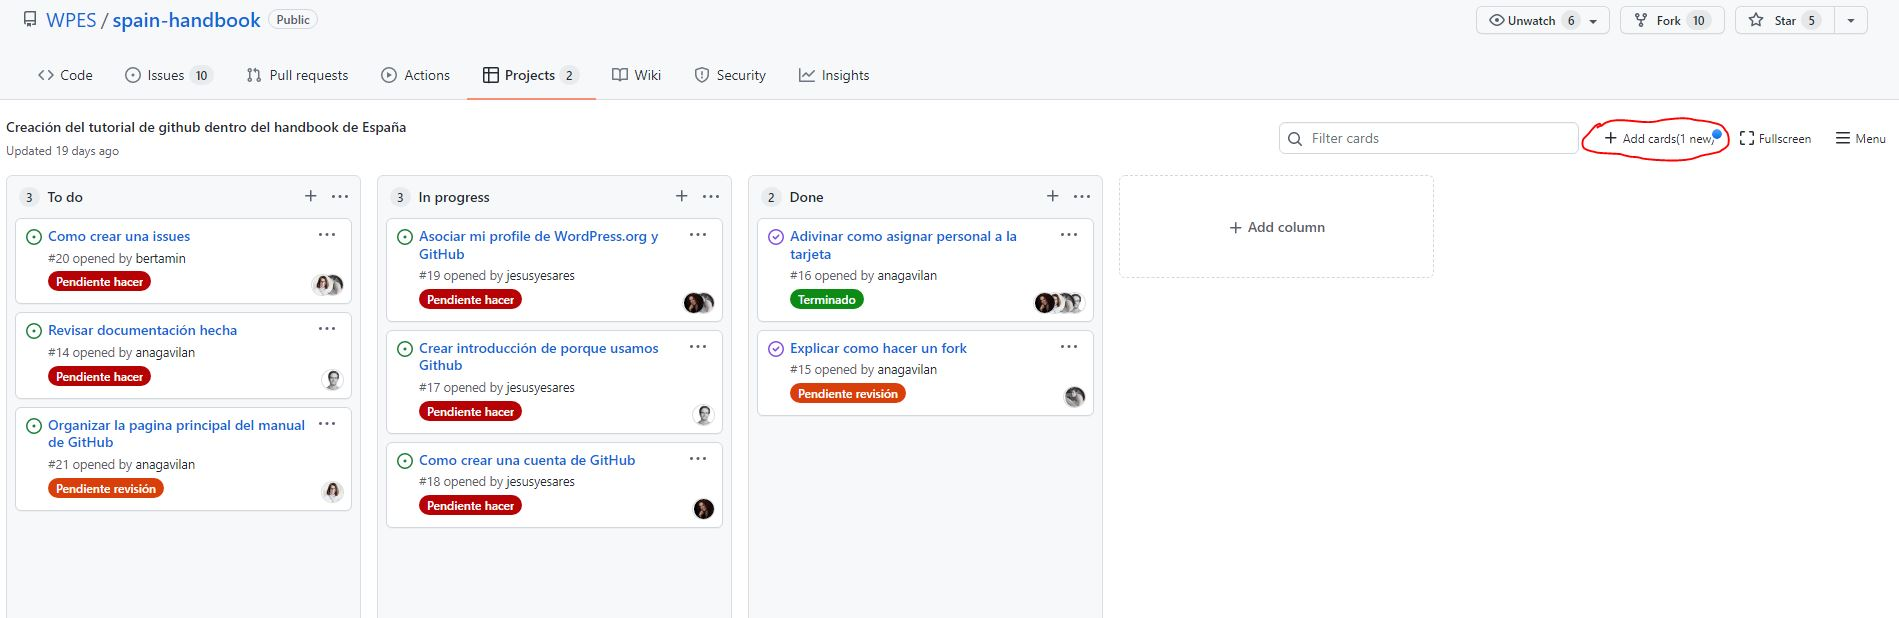 WPES / spain-handbook Public
Unwatch 6
Fork 10
Star 5
Code
Issues 10
Pull requests
Actions
Projects 2
Wiki
Security
Insights
Creación del tutorial de github dentro del handbook de España
Updated 19 days ago
Filter cards
+ Add cards(1 new)
Fullscreen
Menu
3 To do + ...
Como crear una issues ...
#20 opened by bertamin
Pendiente hacer
Revisar documentación hecha ...
#14 opened by anagavilan
Pendiente hacer
Organizar la pagina principal del manual ...
de GitHub
#21 opened by anagavilan
Pendiente revisión
3 In progress + ...
Asociar mi profile de WordPress.org y ...
GitHub
#19 opened by jesusyesares
Pendiente hacer
Crear introducción de porque usamos ...
Github
#17 opened by jesusyesares
Pendiente hacer
Como crear una cuenta de GitHub ...
#18 opened by jesusyesares
Pendiente hacer
2 Done + ...
Adivinar como asignar personal a la ...
tarjeta
#16 opened by anagavilan
Terminado
Explicar como hacer un fork ...
#15 opened by anagavilan
Pendiente revisión
+ Add column